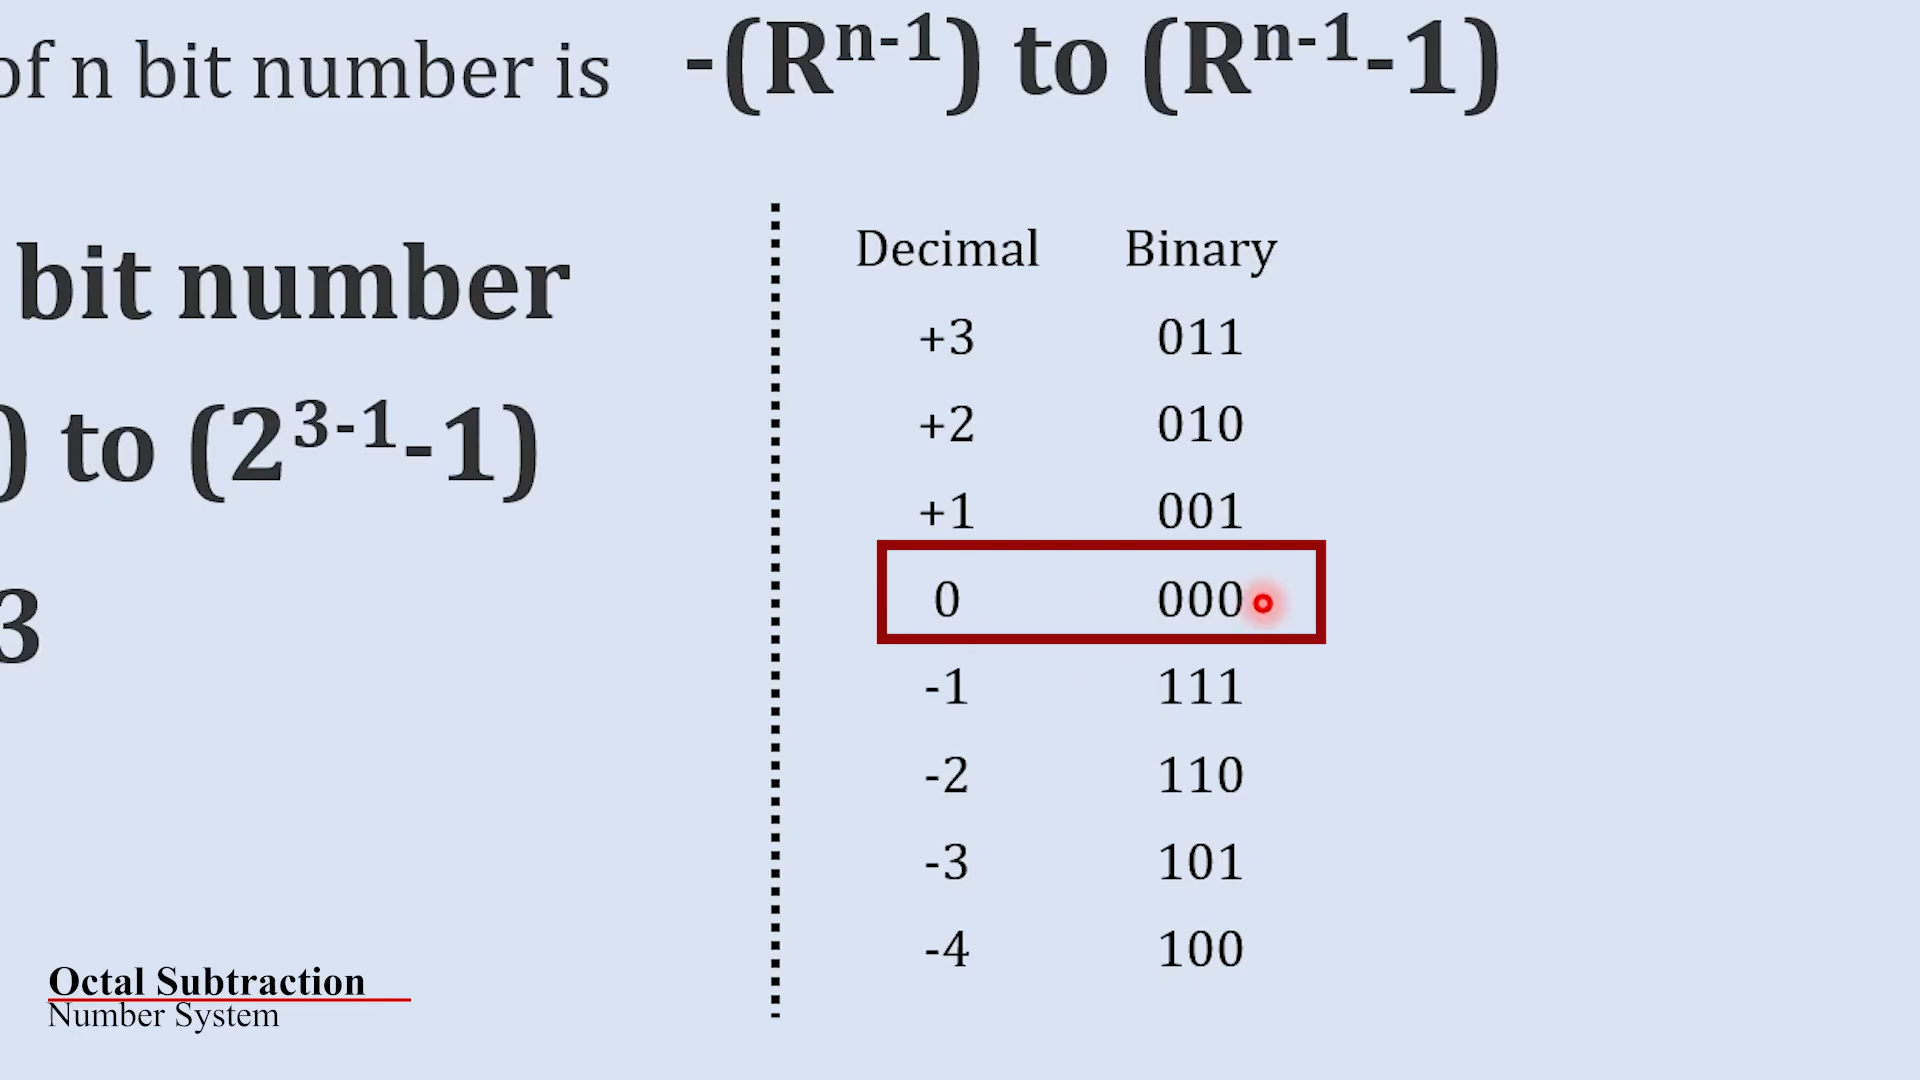 of n bit number is -(Rⁿ⁻¹) to (Rⁿ⁻¹-1)
bit number
) to (2³⁻¹-1)
3
Decimal Binary
+3 011
+2 010
+1 001
0 000
-1 111
-2 110
-3 101
-4 100
Octal Subtraction
Number System